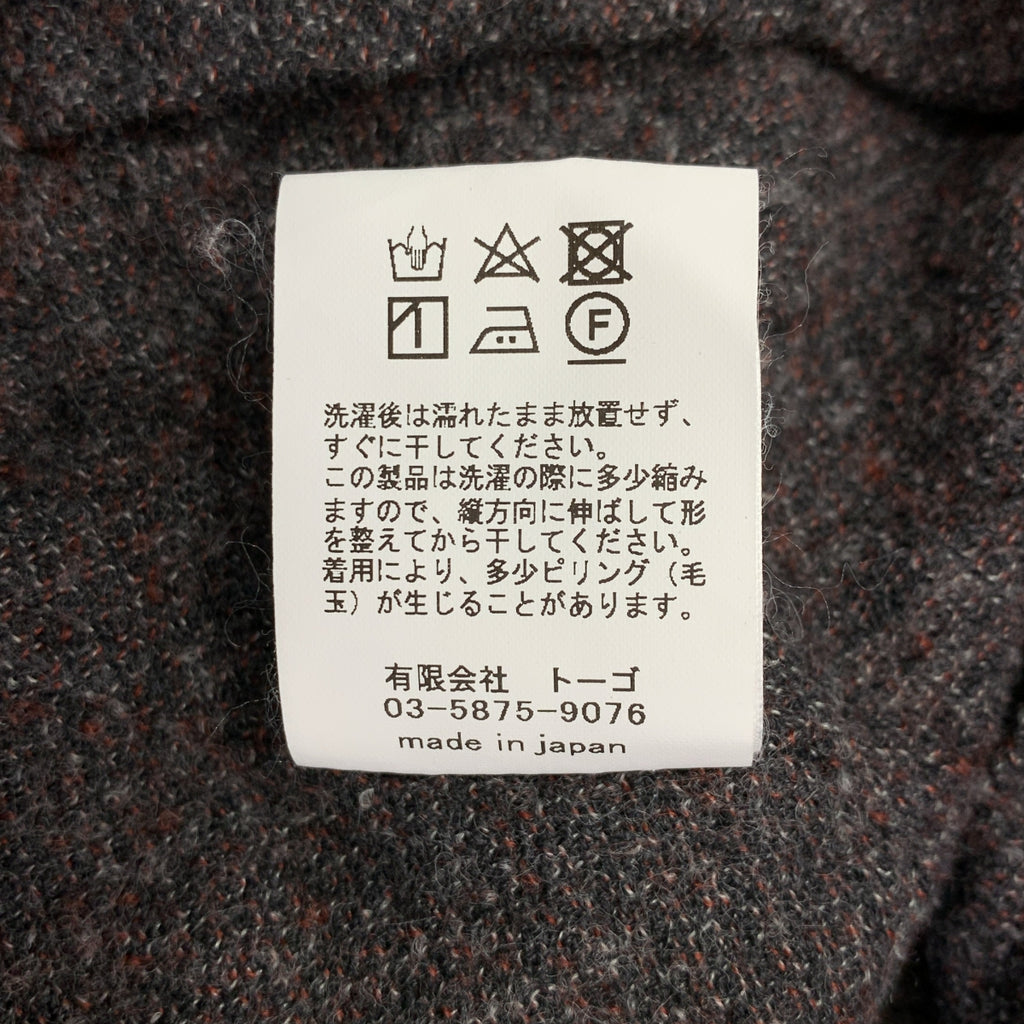 F
洗濯後は濡れたまま放置せず、
すぐに干してください。
この製品は洗濯の際に多少縮み
ますので、縦方向に伸ばして形
を整えてから干してください。
着用により、多少ピリング（毛
玉）が生じることがあります。
有限会社　トーゴ
03-5875-9076
made in japan